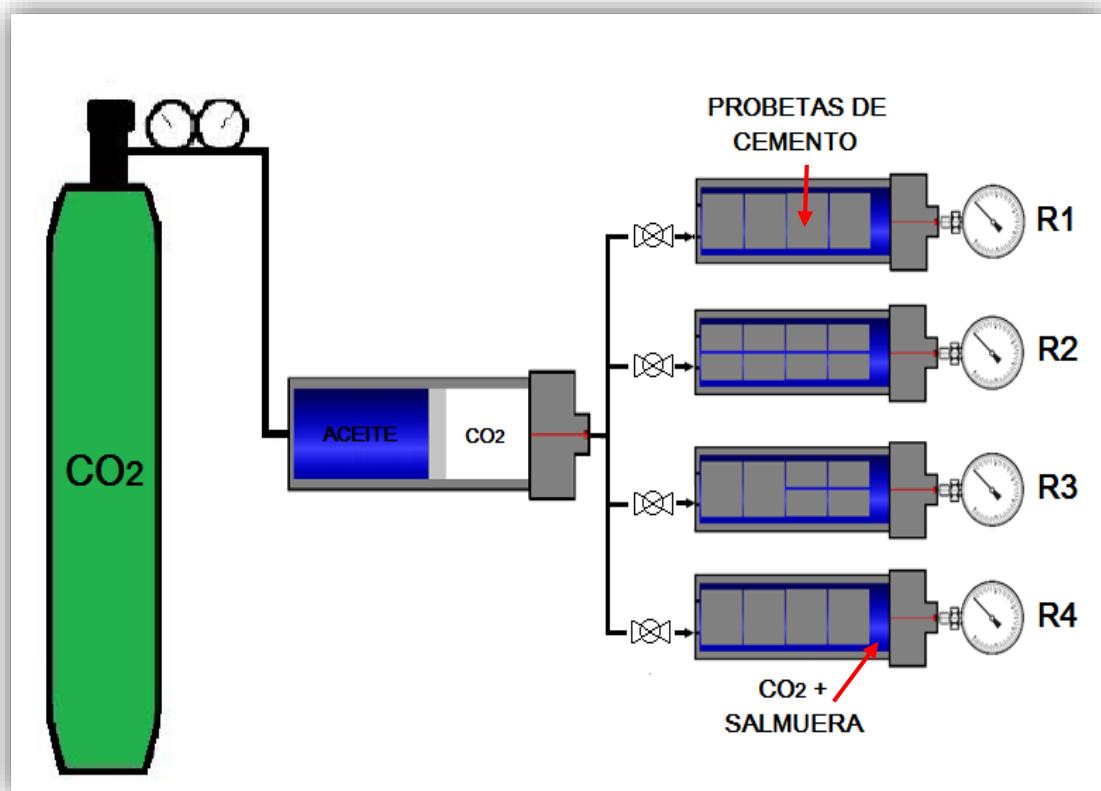 PROBETAS DE
CEMENTO
R1
R2
CO2
ACEITE
CO2
R3
R4
CO2 +
SALMUERA